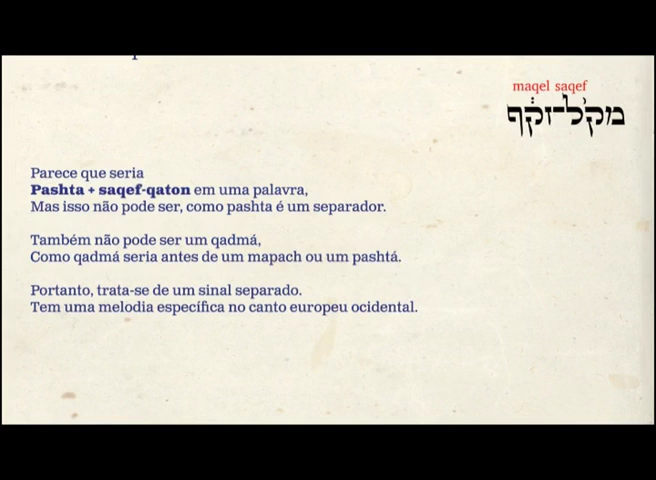 maqel saqef
מקֹ֙ל־זקֹ֔ף
Parece que seria
Pashta + saqef-qaton em uma palavra,
Mas isso não pode ser, como pashta é um separador.
Também não pode ser um qadmá,
Como qadmá seria antes de um mapach ou um pashtá.
Portanto, trata-se de um sinal separado.
Tem uma melodia específica no canto europeu ocidental.